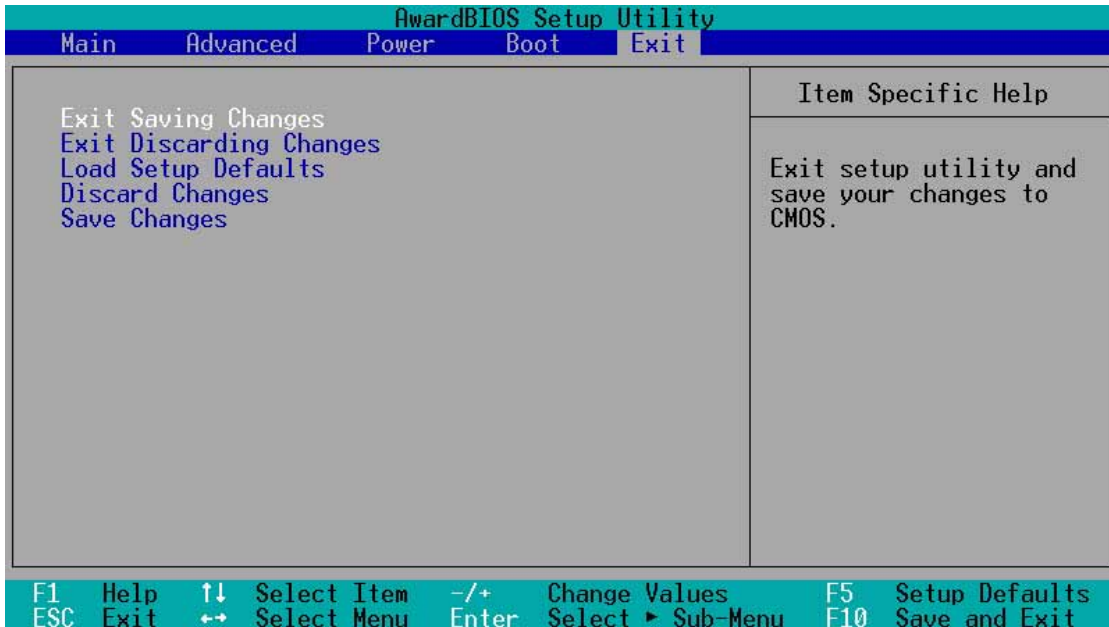 AwardBIOS Setup Utility
Main Advanced Power Boot Exit
Exit Saving Changes
Exit Discarding Changes
Load Setup Defaults
Discard Changes
Save Changes
Item Specific Help
Exit setup utility and
save your changes to
CMOS.
F1 Help ↑↓ Select Item -/+ Change Values F5 Setup Defaults
ESC Exit ←→ Select Menu Enter Select ► Sub-Menu F10 Save and Exit